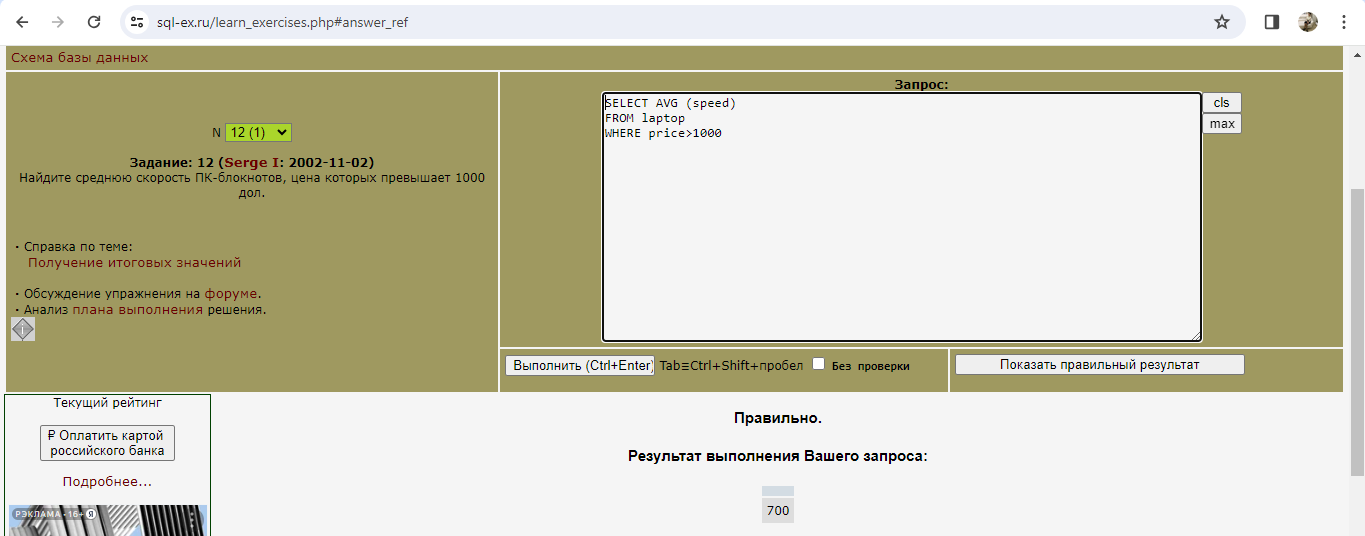 sql-ex.ru/learn_exercises.php#answer_ref
Схема базы данных
N 12 (1)
Задание: 12 (Serge I: 2002-11-02)
Найдите среднюю скорость ПК-блокнотов, цена которых превышает 1000
дол.
• Справка по теме:
Получение итоговых значений
• Обсуждение упражнения на форуме.
• Анализ плана выполнения решения.
Запрос:
SELECT AVG (speed)
FROM laptop
WHERE price>1000
cls
max
Выполнить (Ctrl+Enter) Tab≡Ctrl+Shift+пробел Без проверки
Показать правильный результат
Текущий рейтинг
₽ Оплатить картой
российского банка
Подробнее...
РЭКЛАМА • 16+ Я
Правильно.
Результат выполнения Вашего запроса:
700